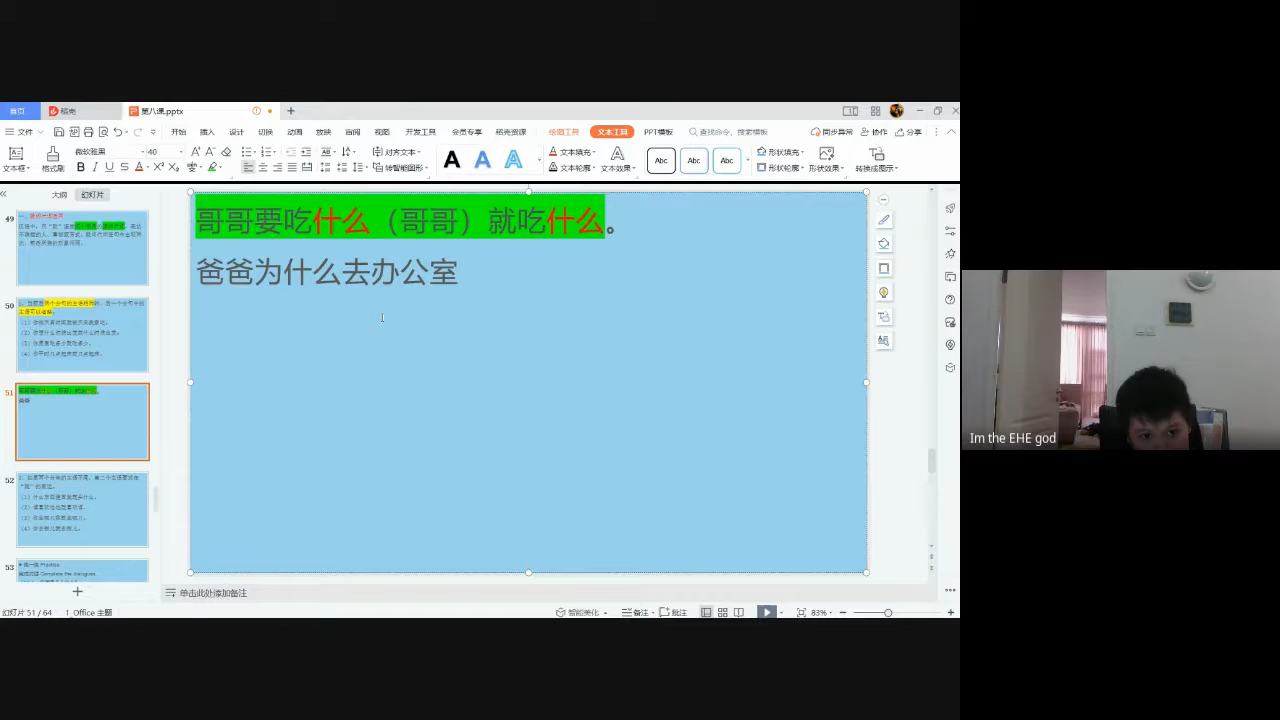 首页
稻壳
第八课.pptx
文件
开始
插入
设计
切换
动画
放映
审阅
视图
开发工具
会员专享
稻壳资源
绘图工具
文本工具
PPT模板
查找命令、搜索模板
同步异常
协作
分享
文本框
格式刷
微软雅黑
40
对齐文本
转智能图形
文本填充
文本轮廓
文本效果
Abc
Abc
Abc
形状填充
形状轮廓
形状效果
转换成图示
大纲
幻灯片
49
50
51
52
53
哥哥要吃什么（哥哥）就吃什么。
爸爸为什么去办公室
单击此处添加备注
幻灯片 51 / 64
1_Office 主题
智能美化
备注
批注
83%
Im the EHE god